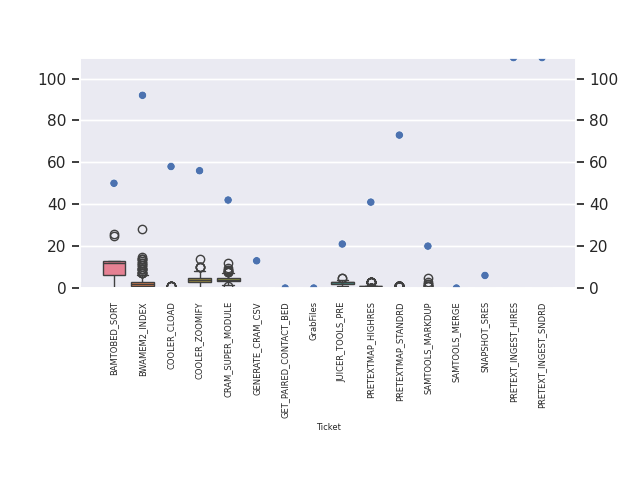 100
80
60
40
20
0
100
80
60
40
20
0
BAMTOBED_SORT
BWAMEM2_INDEX
COOLER_CLOAD
COOLER_ZOOMIFY
CRAM_SUPER_MODULE
GENERATE_CRAM_CSV
GET_PAIRED_CONTACT_BED
GrabFiles
JUICER_TOOLS_PRE
PRETEXTMAP_HIGHRES
PRETEXTMAP_STANDRD
SAMTOOLS_MARKDUP
SAMTOOLS_MERGE
SNAPSHOT_SRES
PRETEXT_INGEST_HIRES
PRETEXT_INGEST_SNDRD
Ticket